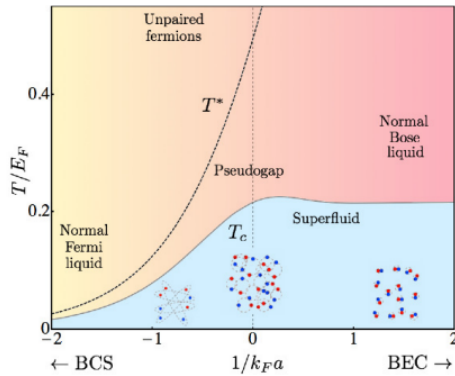 Unpaired
fermions
0.4
T*
Normal
Bose
liquid
T/E_F
Pseudogap
0.2
Superfluid
Normal
Fermi
liquid
T_c
0
−2 −1 0 1 2
← BCS 1/k_F a BEC →